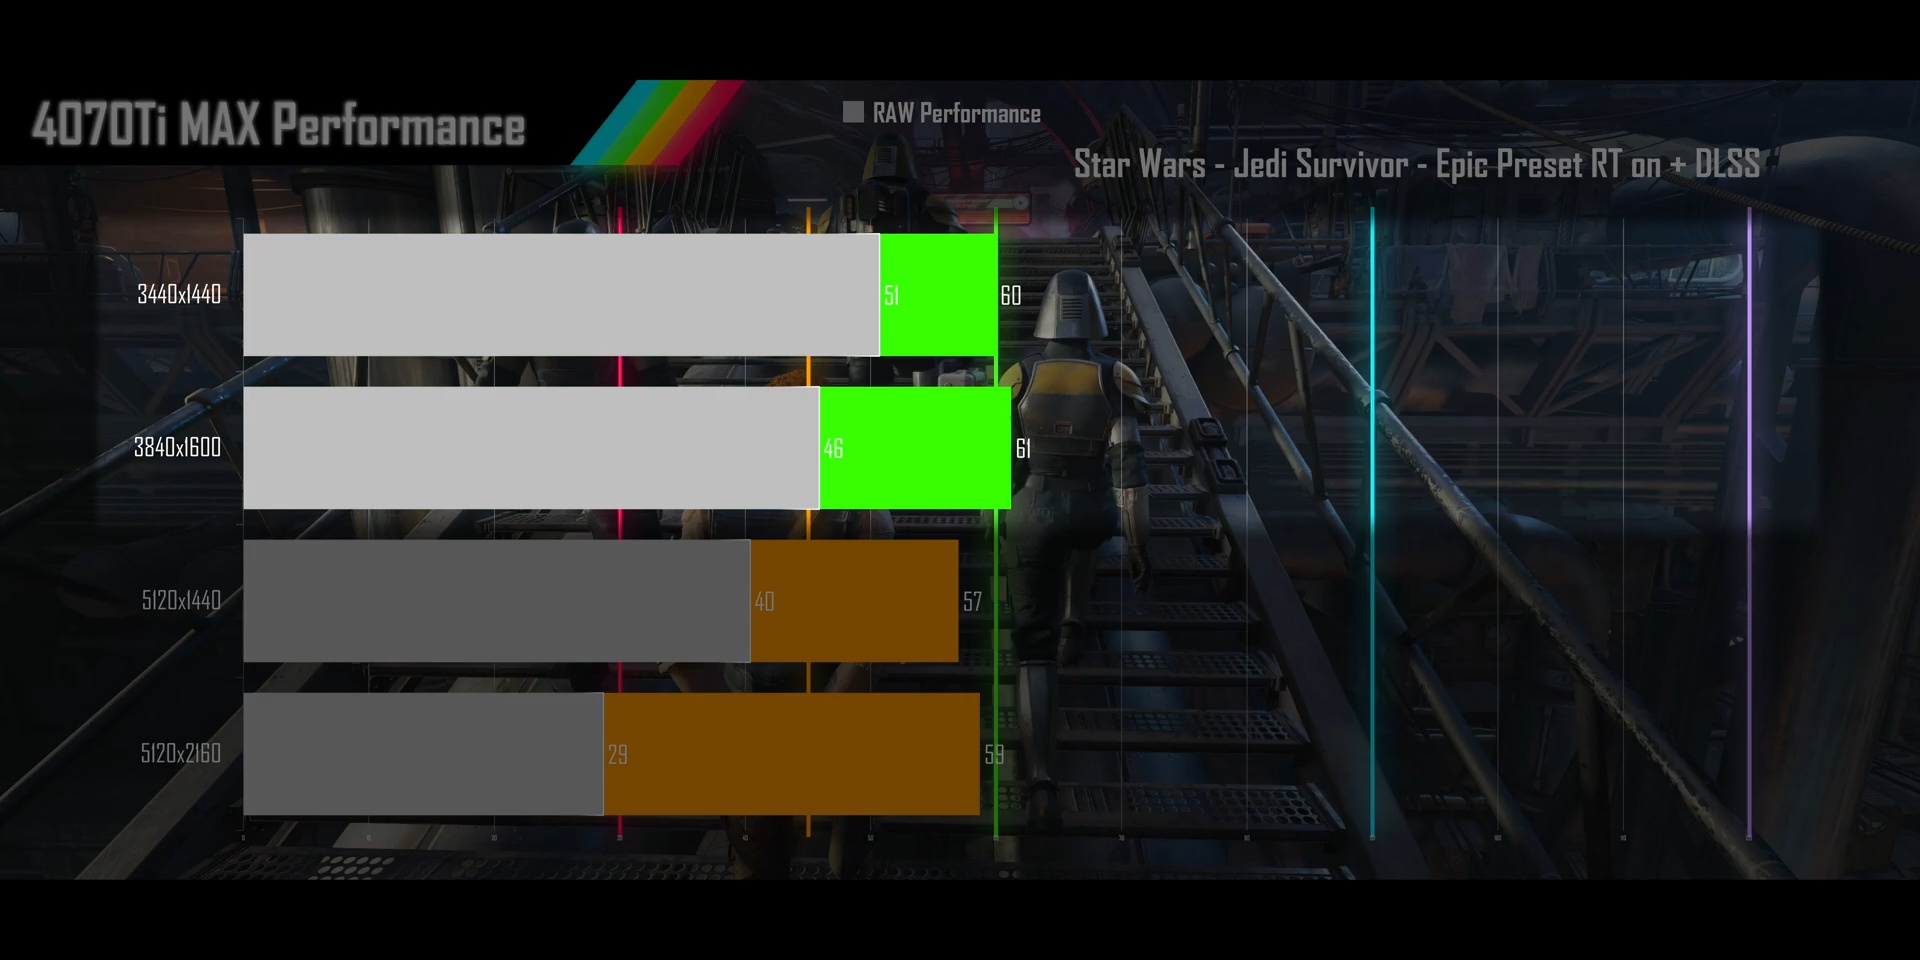 4070Ti MAX Performance
RAW Performance
Star Wars - Jedi Survivor - Epic Preset RT on + DLSS
3440x1440
51
60
3840x1600
46
61
5120x1440
40
57
5120x2160
29
59